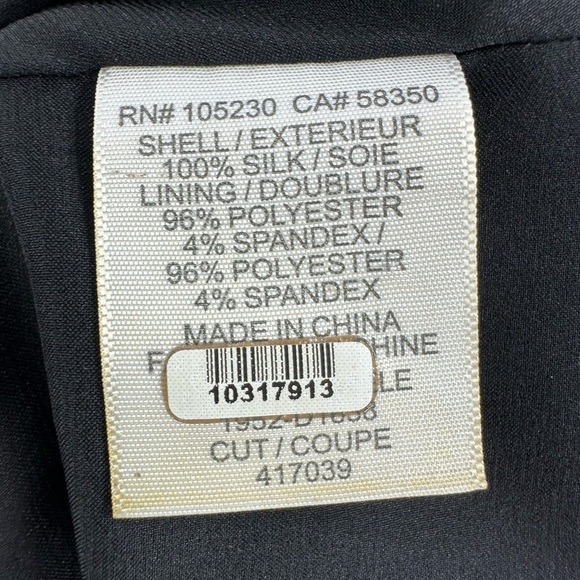 RN# 105230 CA# 58350
SHELL / EXTERIEUR
100% SILK / SOIE
LINING / DOUBLURE
96% POLYESTER
4% SPANDEX /
96% POLYESTER
4% SPANDEX
MADE IN CHINA
10317913
CUT / COUPE
417039